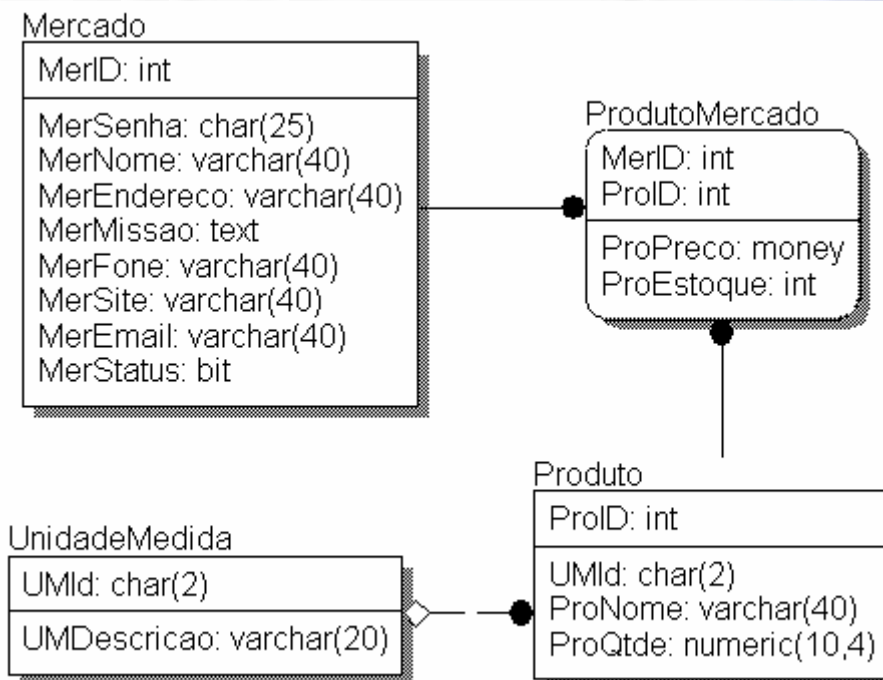 Mercado
MerID: int
MerSenha: char(25)
MerNome: varchar(40)
MerEndereco: varchar(40)
MerMissao: text
MerFone: varchar(40)
MerSite: varchar(40)
MerEmail: varchar(40)
MerStatus: bit
ProdutoMercado
MerID: int
ProID: int
ProPreco: money
ProEstoque: int
UnidadeMedida
UMId: char(2)
UMDescricao: varchar(20)
Produto
ProID: int
UMId: char(2)
ProNome: varchar(40)
ProQtde: numeric(10,4)